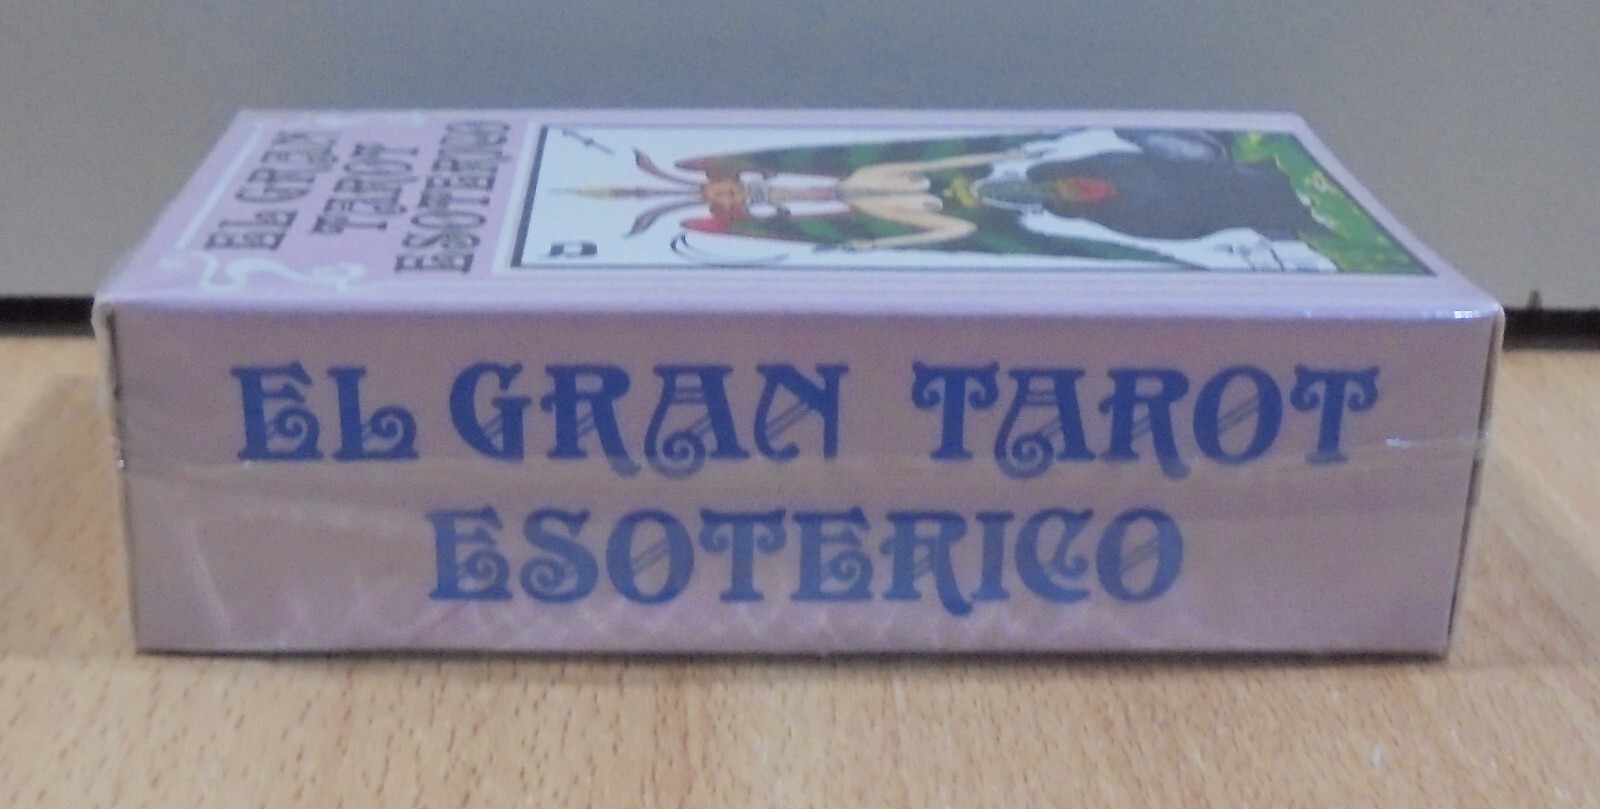 EL GRAN
TAROT
ESOTERICO
EL GRAN TAROT
ESOTERICO